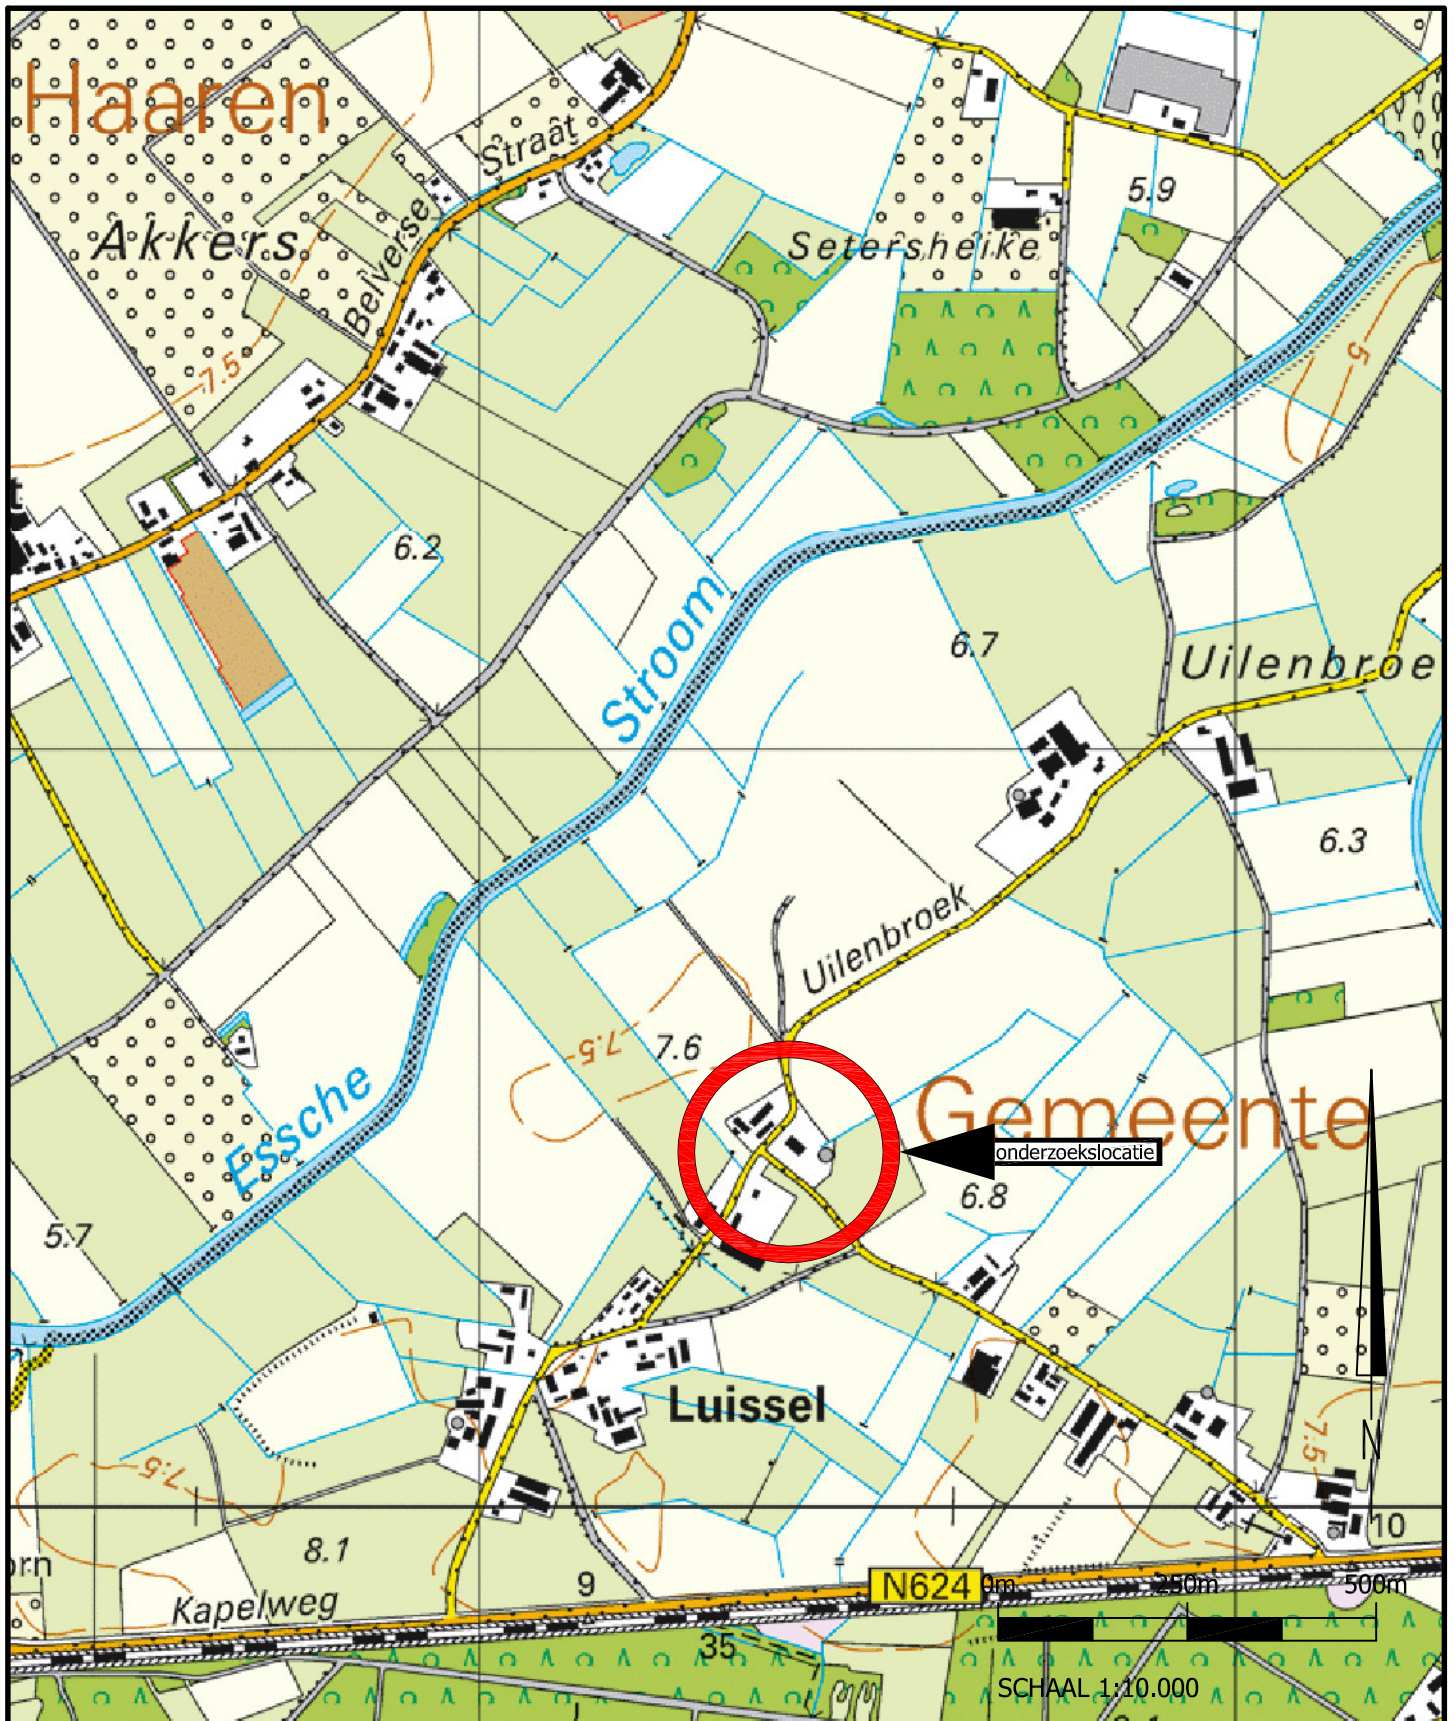 Haaren
Straat
5.9
Akkers
Belverse
Setersheike
7.5
5
t
6.2
6.7
Stroom
Uilenbroe
6.3
Uilenbroek
7.5
7.6
Essche
Gemeente
onderzoekslocatie
6.8
5.7
Luissel
7.5
7.5
N
10
8.1
orn
9
N624
0m 250m 500m
Kapelweg
35
SCHAAL 1:10.000